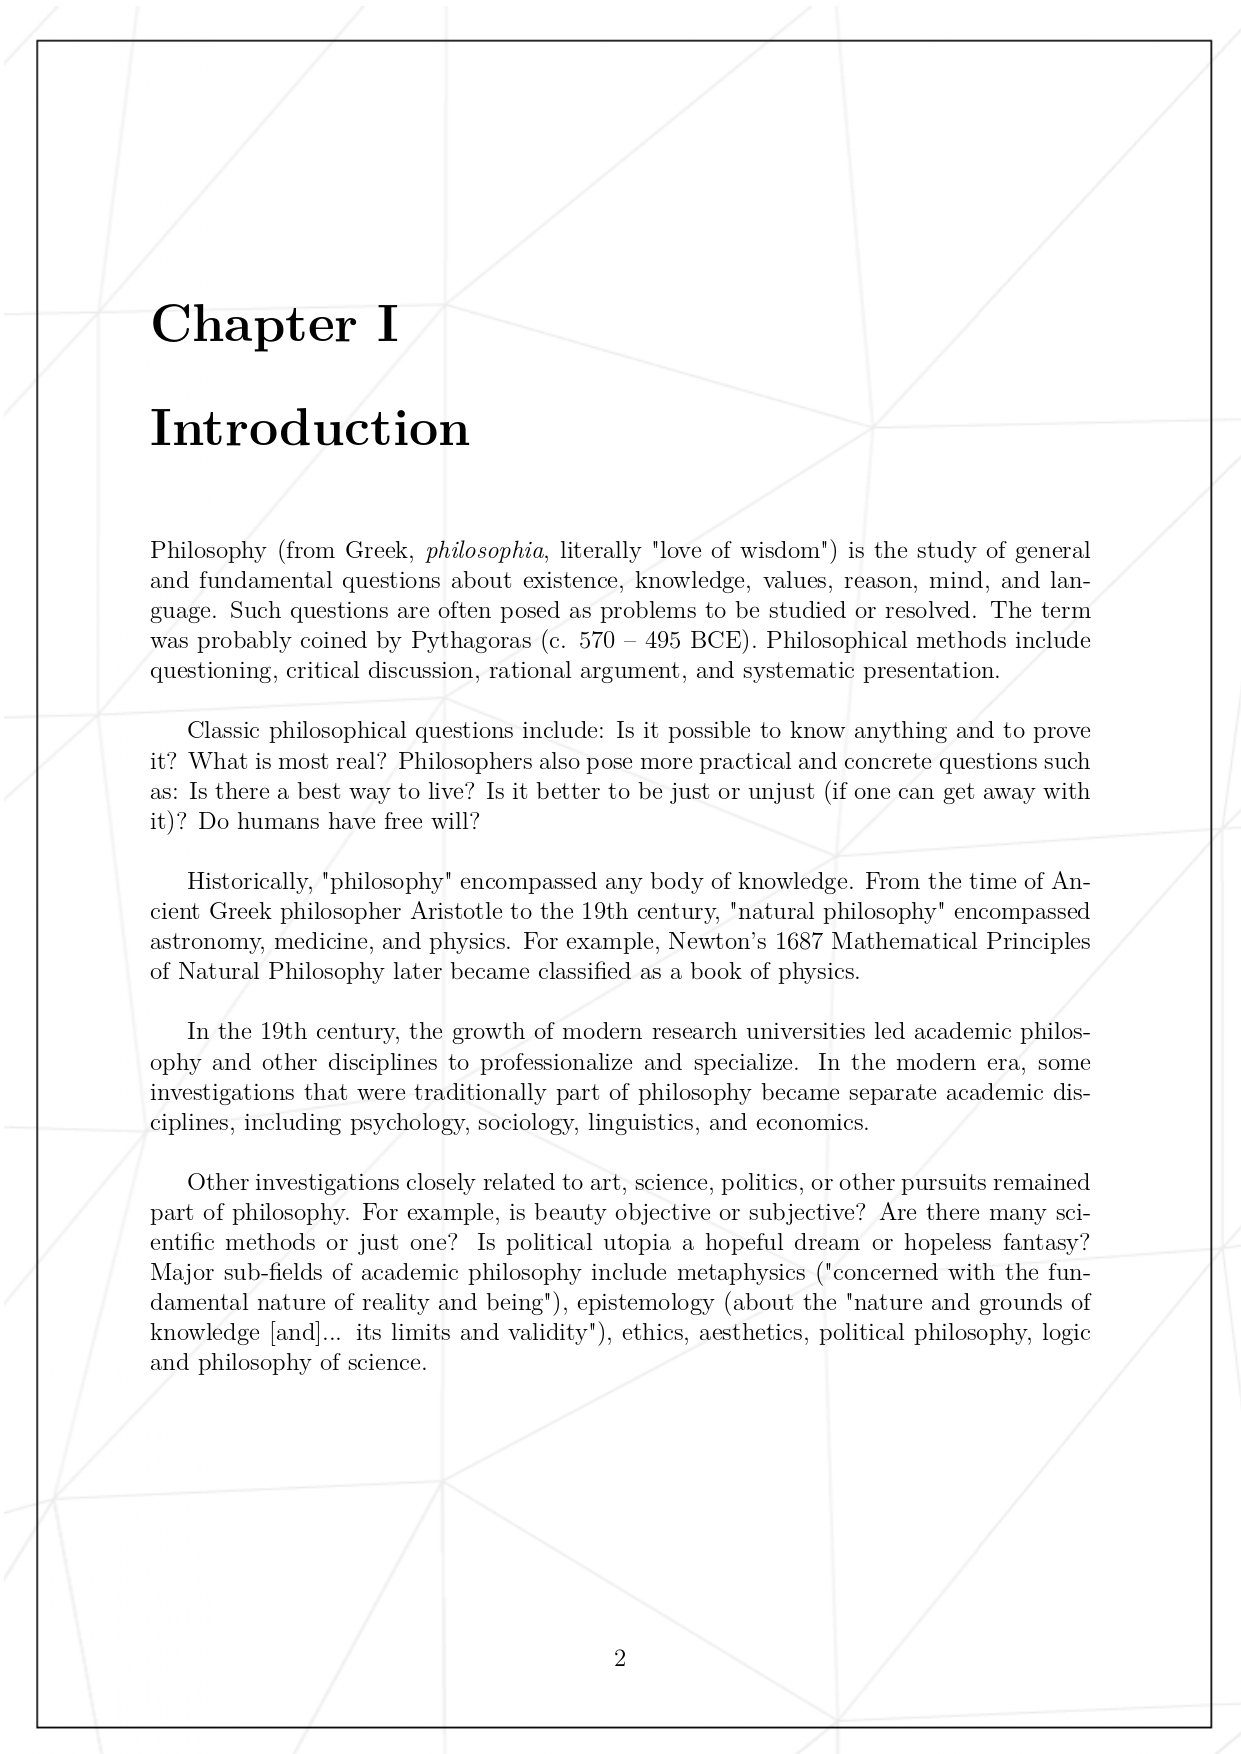 Chapter I
Introduction
Philosophy (from Greek, philosophia, literally "love of wisdom") is the study of general
and fundamental questions about existence, knowledge, values, reason, mind, and lan-
guage. Such questions are often posed as problems to be studied or resolved. The term
was probably coined by Pythagoras (c. 570 – 495 BCE). Philosophical methods include
questioning, critical discussion, rational argument, and systematic presentation.
Classic philosophical questions include: Is it possible to know anything and to prove
it? What is most real? Philosophers also pose more practical and concrete questions such
as: Is there a best way to live? Is it better to be just or unjust (if one can get away with
it)? Do humans have free will?
Historically, "philosophy" encompassed any body of knowledge. From the time of An-
cient Greek philosopher Aristotle to the 19th century, "natural philosophy" encompassed
astronomy, medicine, and physics. For example, Newton's 1687 Mathematical Principles
of Natural Philosophy later became classified as a book of physics.
In the 19th century, the growth of modern research universities led academic philos-
ophy and other disciplines to professionalize and specialize. In the modern era, some
investigations that were traditionally part of philosophy became separate academic dis-
ciplines, including psychology, sociology, linguistics, and economics.
Other investigations closely related to art, science, politics, or other pursuits remained
part of philosophy. For example, is beauty objective or subjective? Are there many sci-
entific methods or just one? Is political utopia a hopeful dream or hopeless fantasy?
Major sub-fields of academic philosophy include metaphysics ("concerned with the fun-
damental nature of reality and being"), epistemology (about the "nature and grounds of
knowledge [and]... its limits and validity"), ethics, aesthetics, political philosophy, logic
and philosophy of science.
2